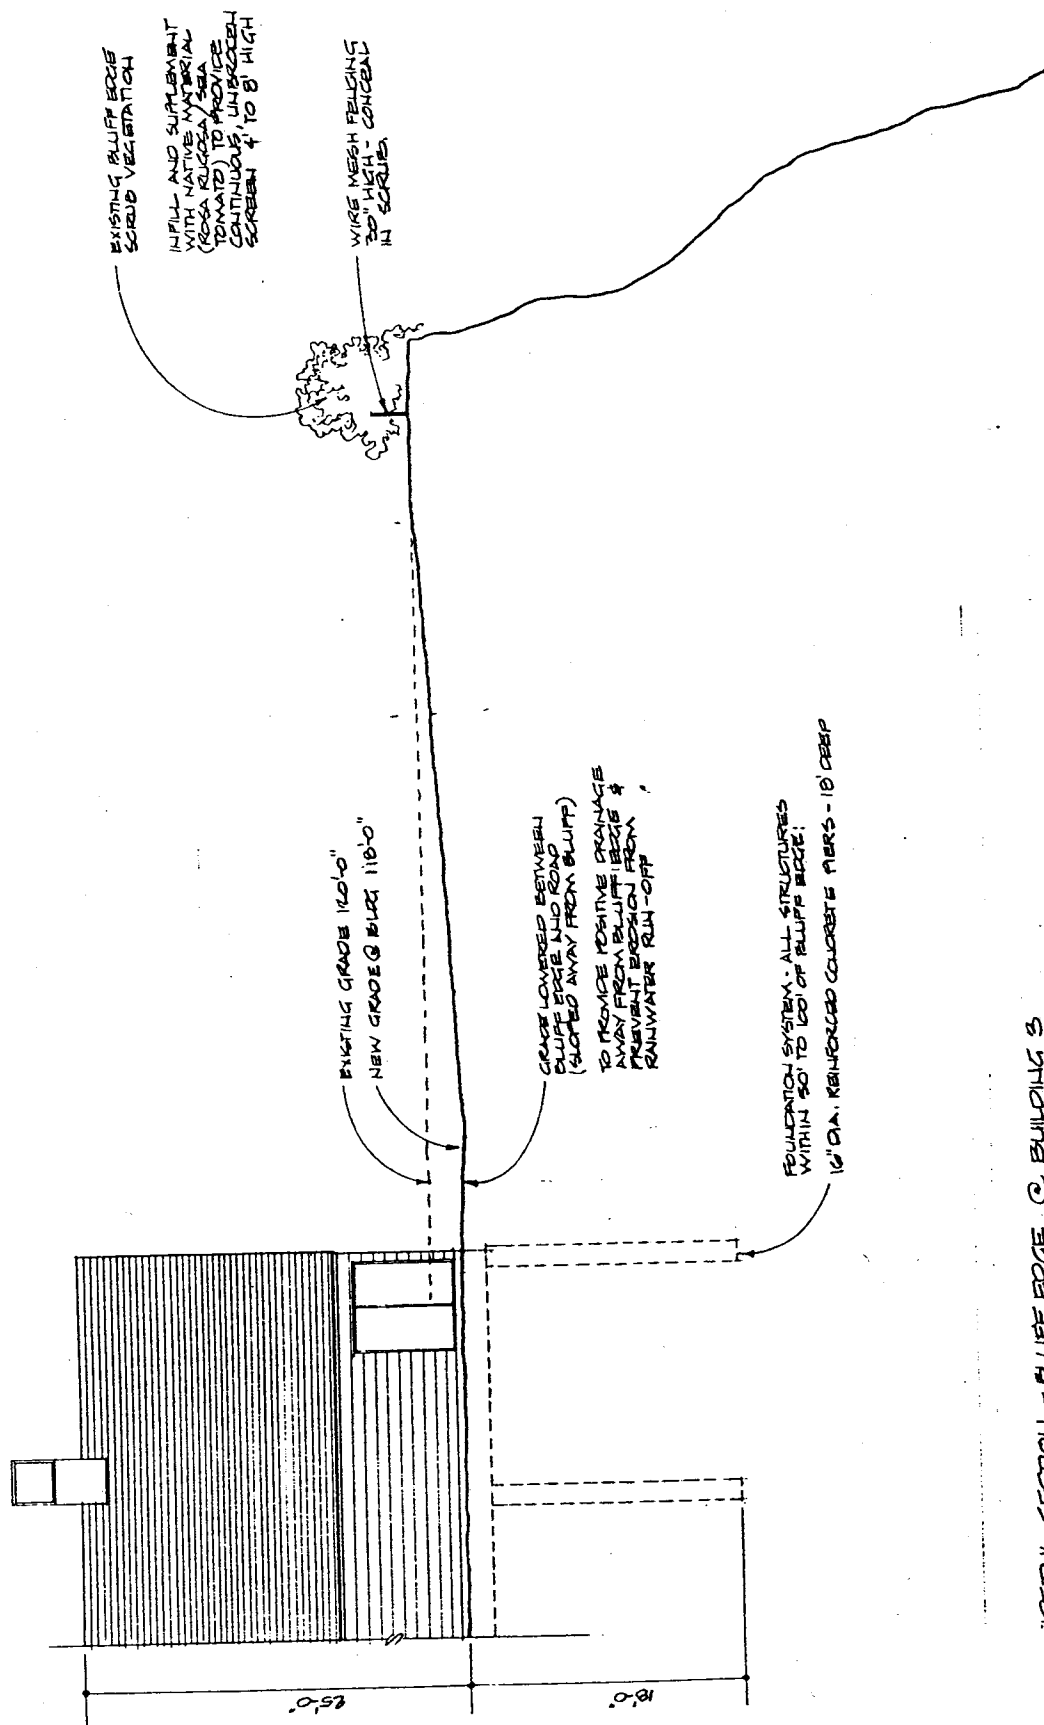 EXISTING BLUFF EDGE
SCRUB VEGETATION
INFILL AND SUPPLEMENT
WITH NATIVE MATERIAL
(ROSA RUGOSA/SEA
TOMATO) TO PROVIDE
CONTINUOUS, UNBROKEN
SCREEN 4' TO 8' HIGH
WIRE MESH FENCING
30" HIGH - CONCEAL
IN SCRUB.
EXISTING GRADE 120'-0"
NEW GRADE @ BLDG 118'-0"
GRADE LOWERED BETWEEN
BLUFF EDGE AND ROAD
(SLOPED AWAY FROM BLUFF)
TO PROVIDE POSITIVE DRAINAGE
AWAY FROM BLUFF EDGE &
PREVENT EROSION FROM
RAINWATER RUN-OFF
FOUNDATION SYSTEM - ALL STRUCTURES
WITHIN 50' TO 100' OF BLUFF EDGE:
16" DIA. REINFORCED CONCRETE PIERS - 18' DEEP
25'-0"
18'-0"
SECTION - BLUFF EDGE @ BUILDING 3